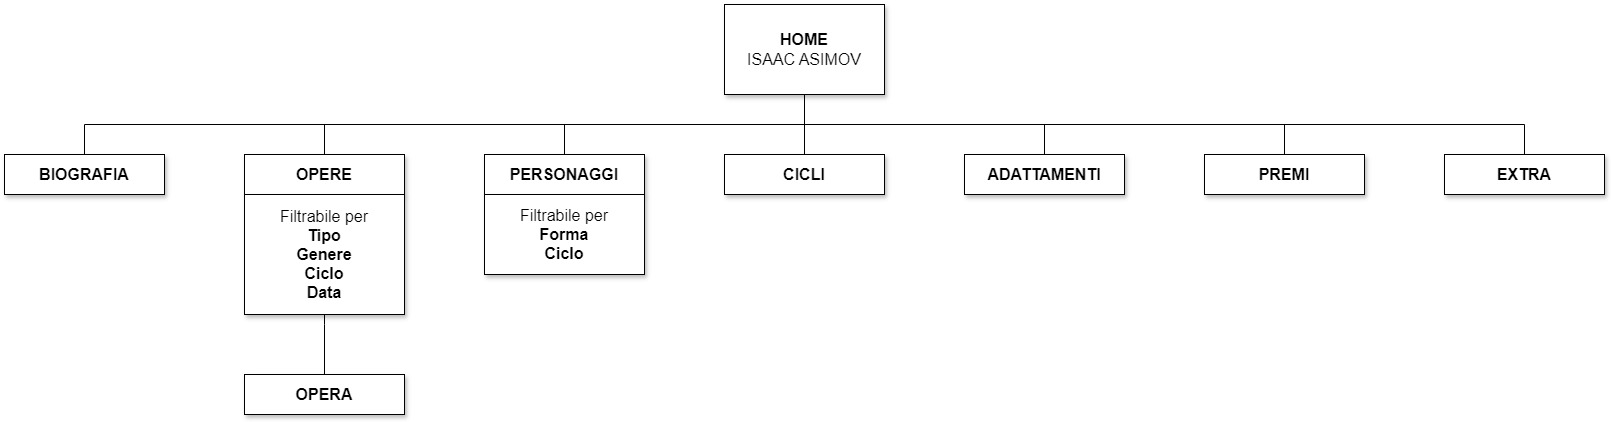 HOME
ISAAC ASIMOV
BIOGRAFIA
OPERE
Filtrabile per
Tipo
Genere
Ciclo
Data
PERSONAGGI
Filtrabile per
Forma
Ciclo
CICLI
ADATTAMENTI
PREMI
EXTRA
OPERA